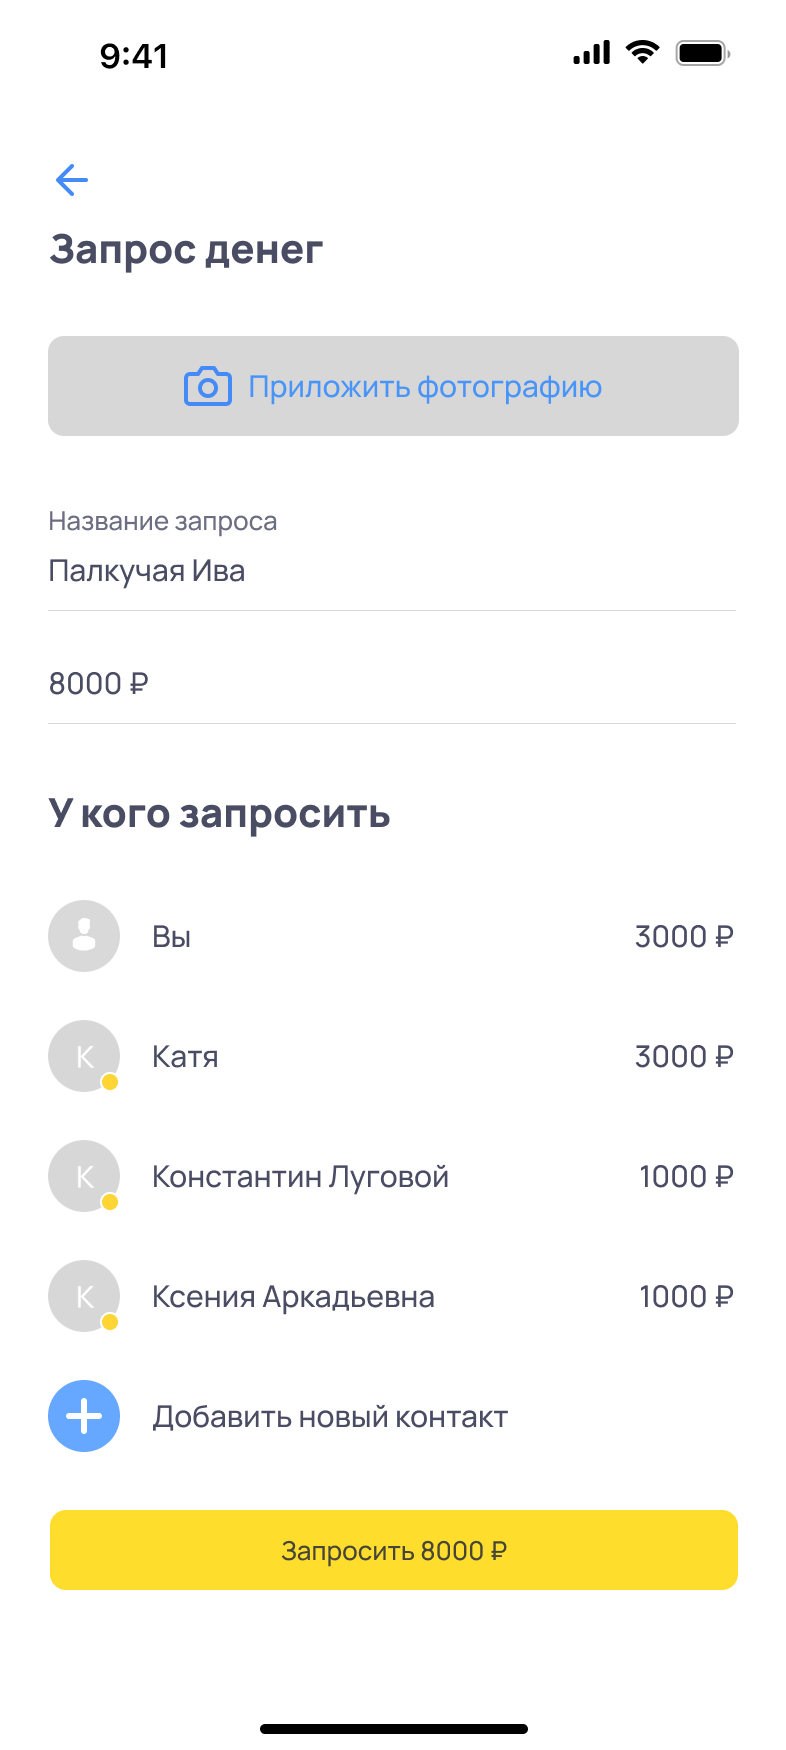 9:41
Запрос денег
Приложить фотографию
Название запроса
Палкучая Ива
8000 ₽
У кого запросить
Вы 3000 ₽
К Катя 3000 ₽
К Константин Луговой 1000 ₽
К Ксения Аркадьевна 1000 ₽
Добавить новый контакт
Запросить 8000 ₽